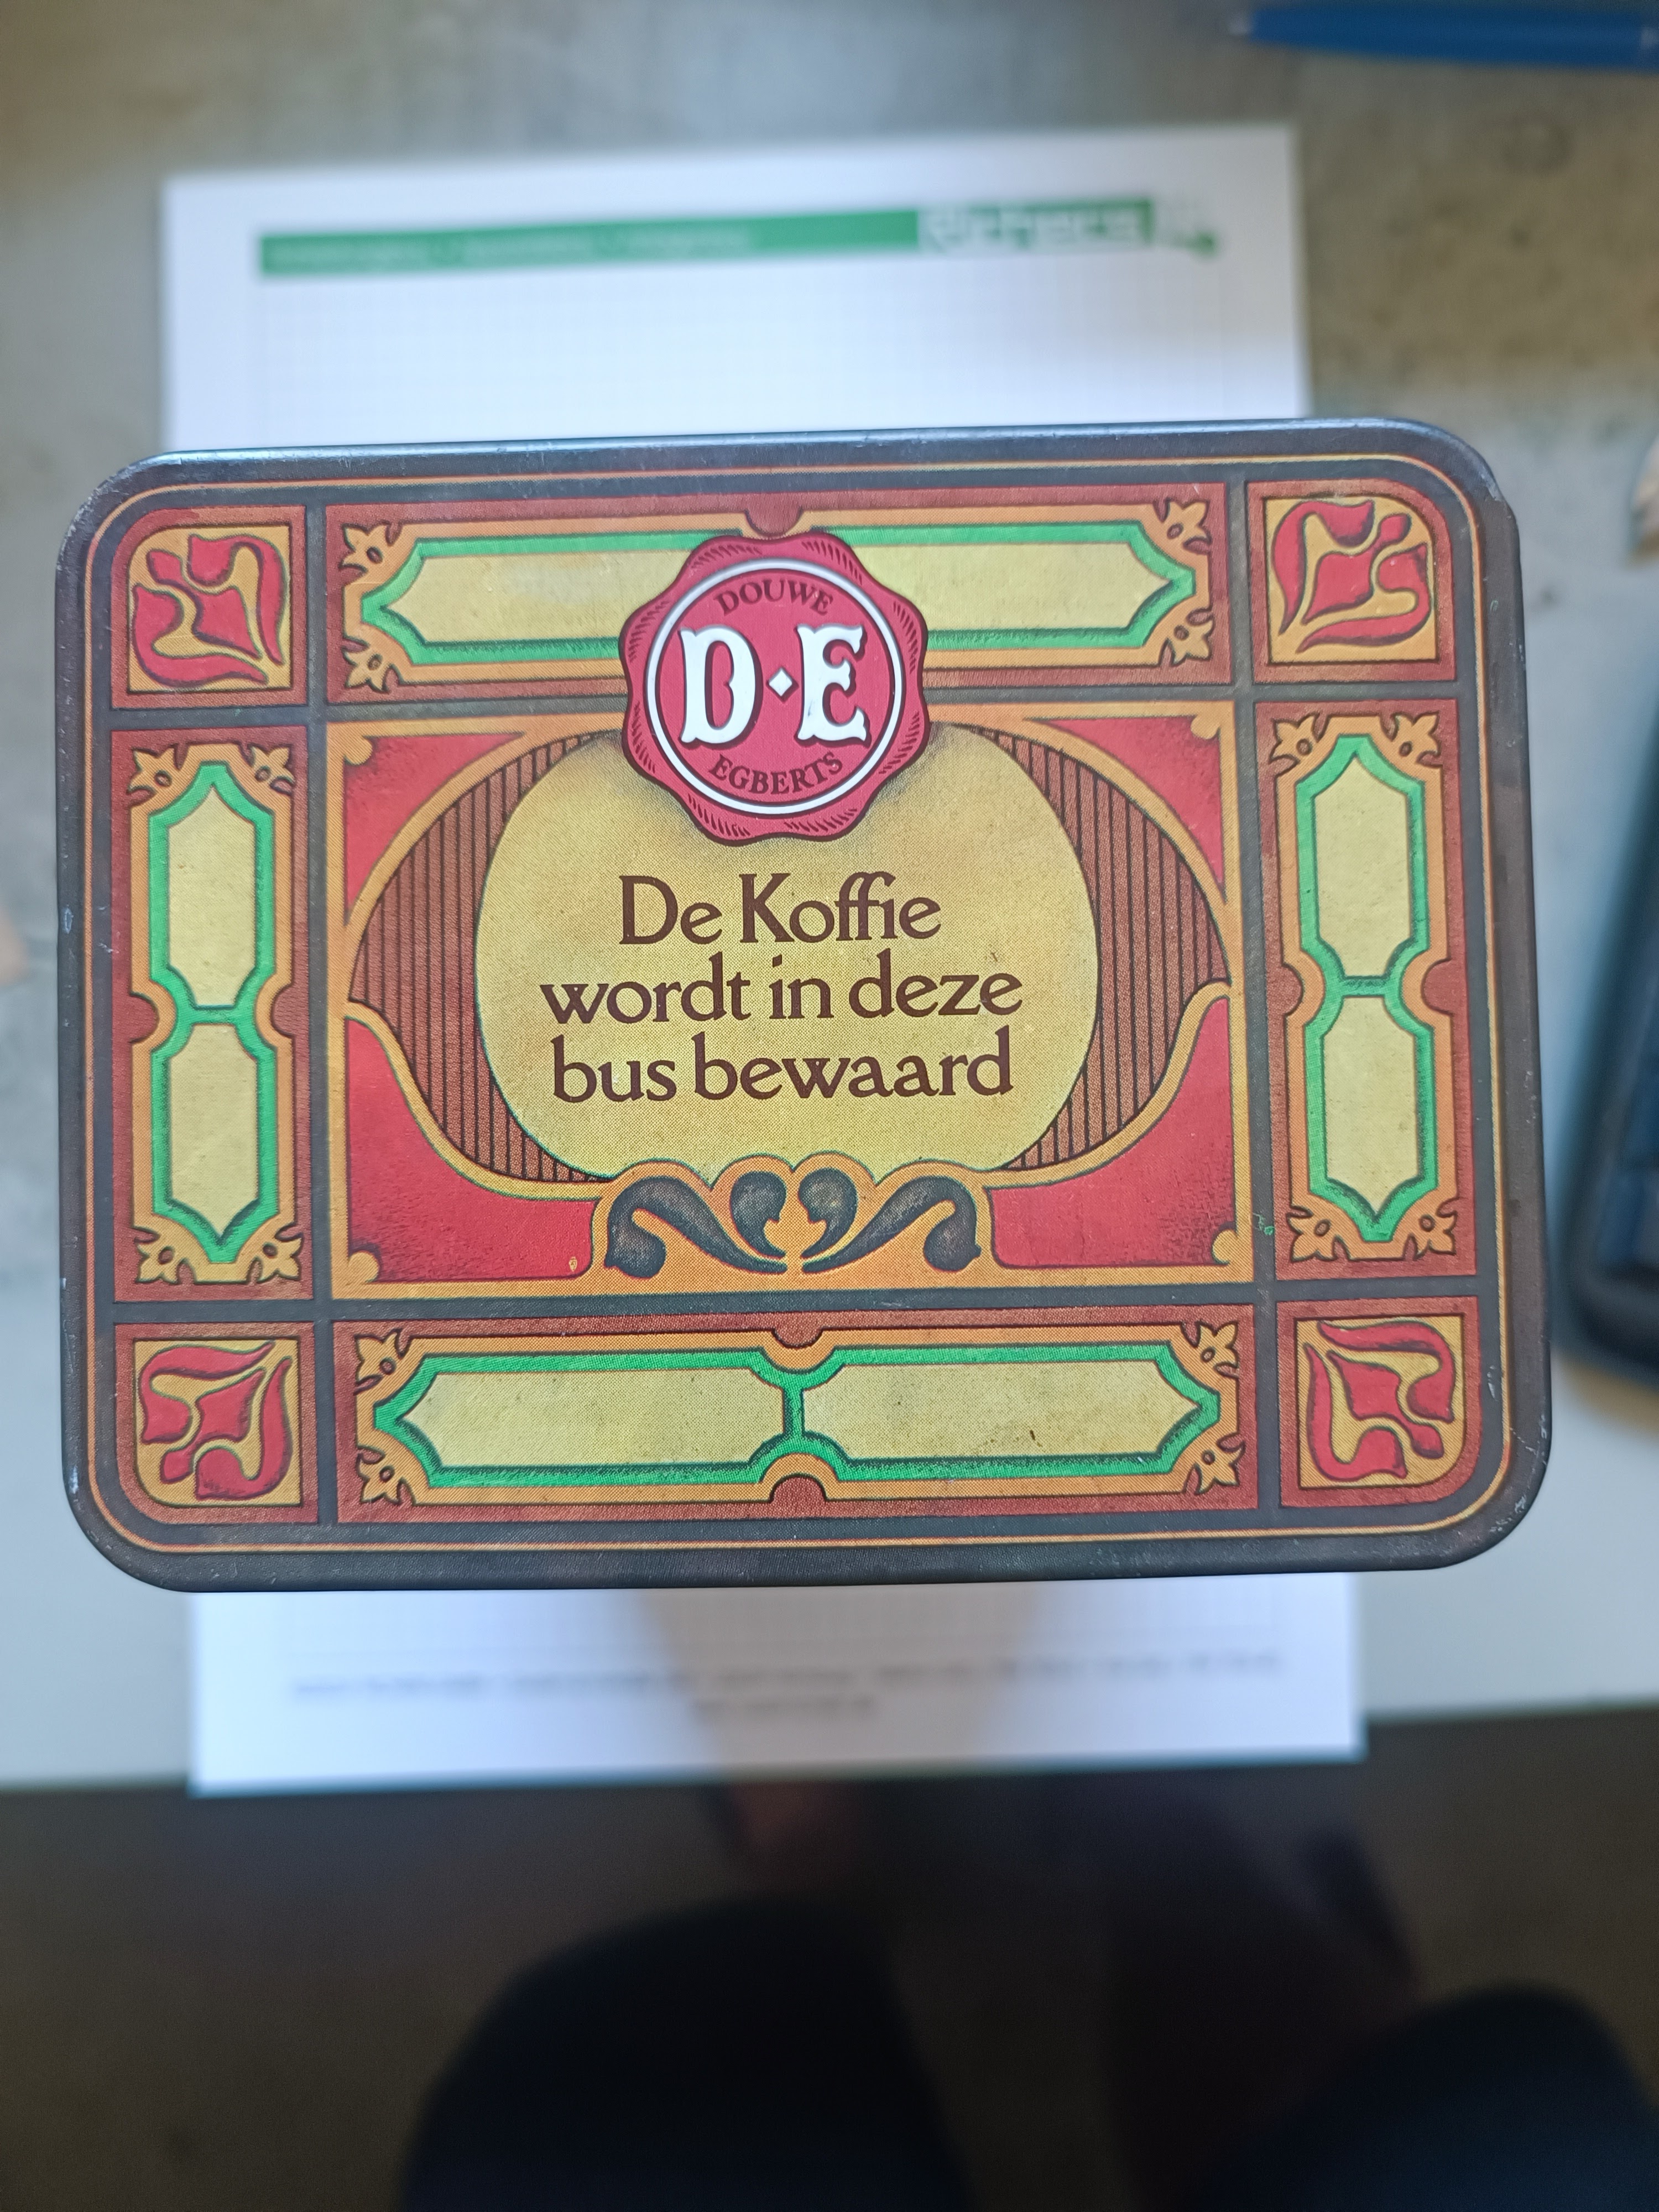 DOUWE
D·E
EGBERTS
De Koffie
wordt in deze
bus bewaard